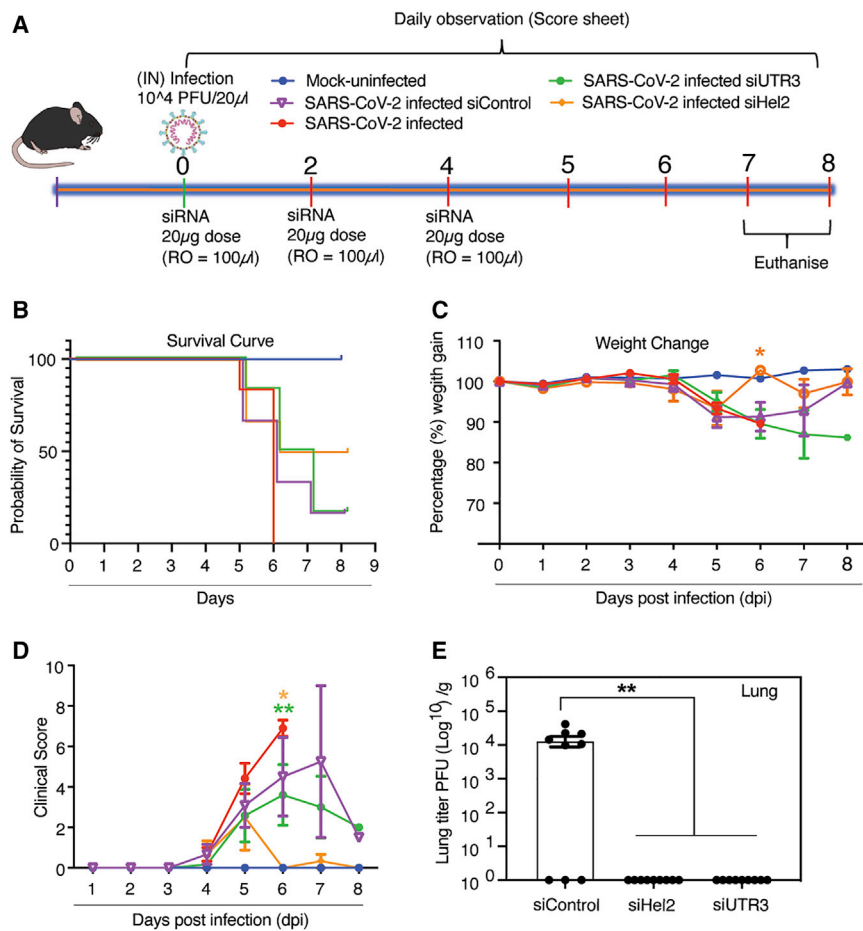 A
Daily observation (Score sheet)
(IN) Infection
10^4 PFU/20µl
Mock-uninfected
SARS-CoV-2 infected siControl
SARS-CoV-2 infected
SARS-CoV-2 infected siUTR3
SARS-CoV-2 infected siHel2
0 2 4 5 6 7 8
siRNA
20µg dose
(RO = 100µl)
siRNA
20µg dose
(RO = 100µl)
siRNA
20µg dose
(RO = 100µl)
Euthanise
B
Survival Curve
Probability of Survival
100
50
0
0 1 2 3 4 5 6 7 8 9
Days
C
Weight Change
Percentage (%) wegith gain
110
100
90
80
70
*
0 1 2 3 4 5 6 7 8
Days post infection (dpi)
D
Clinical Score
10
8
6
4
2
0
*
**
1 2 3 4 5 6 7 8
Days post infection (dpi)
E
Lung titer PFU (Log10) /g
10 6
10 5
10 4
10 3
10 2
10 1
10 0
**
Lung
siControl siHel2 siUTR3